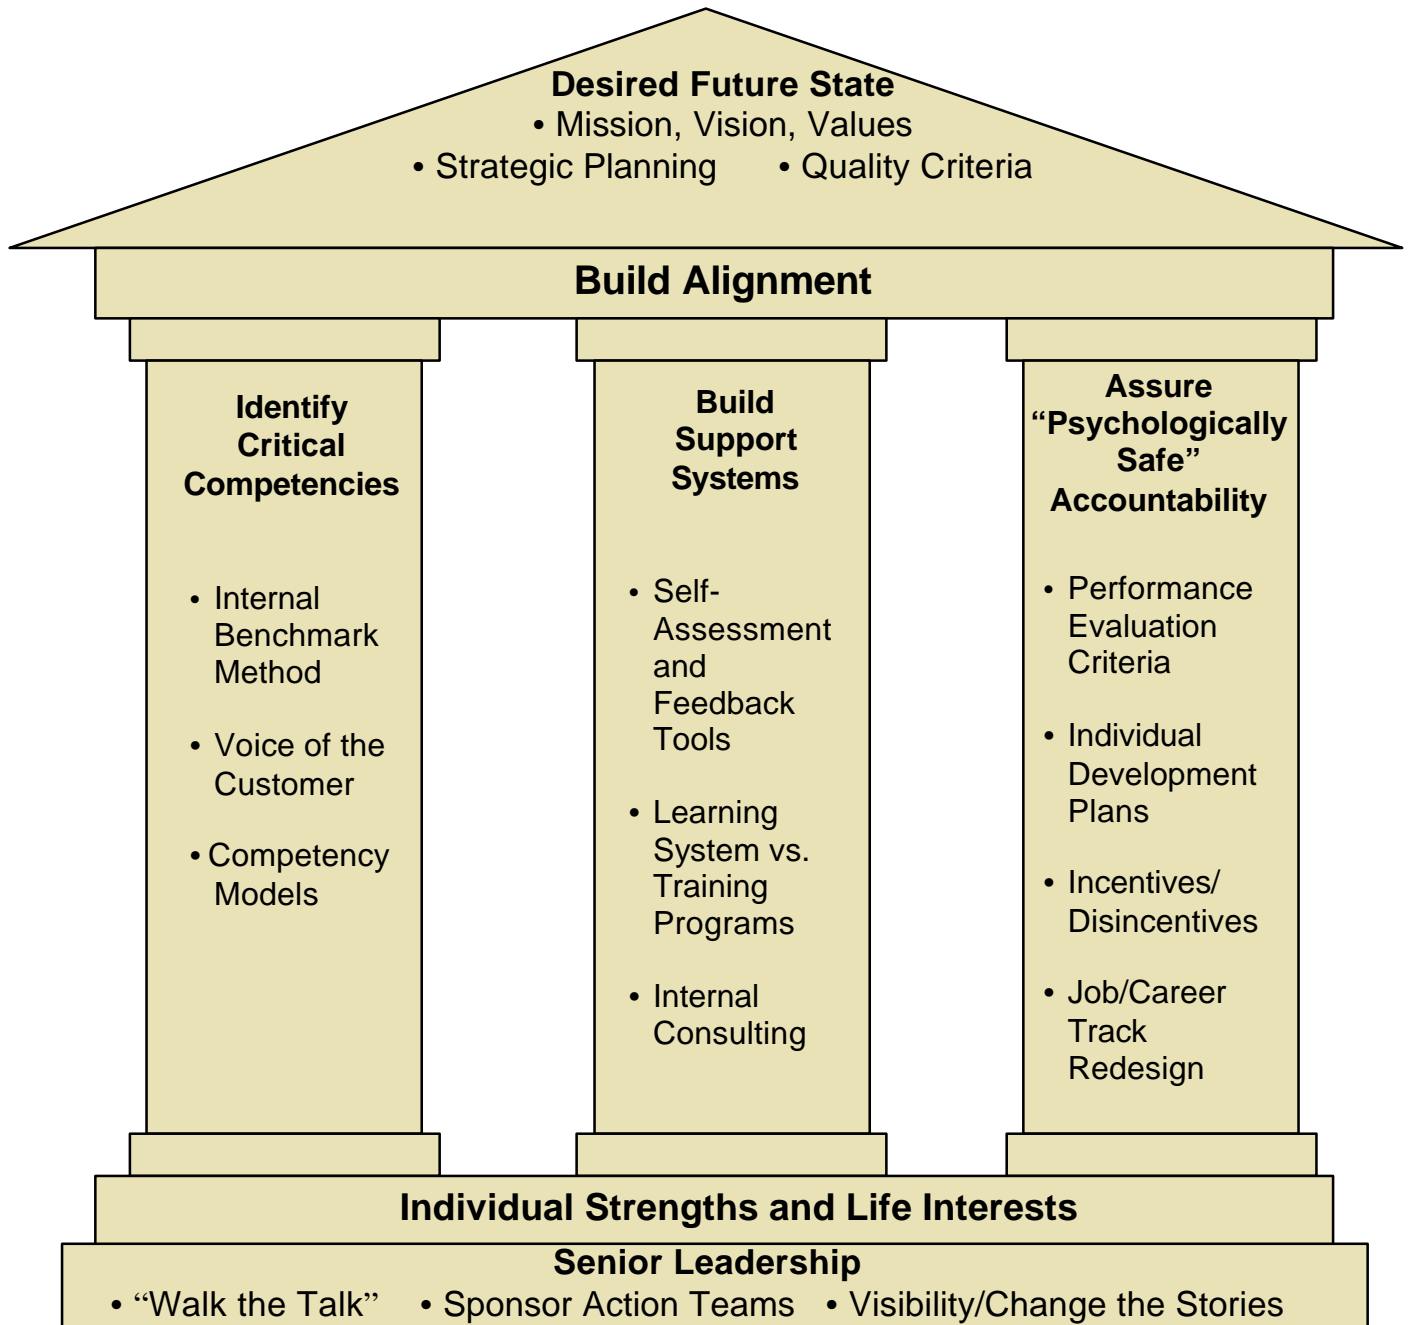 Desired Future State
• Mission, Vision, Values
• Strategic Planning • Quality Criteria
Build Alignment
Identify
Critical
Competencies
• Internal
Benchmark
Method
• Voice of the
Customer
• Competency
Models
Build
Support
Systems
• Self-
Assessment
and
Feedback
Tools
• Learning
System vs.
Training
Programs
• Internal
Consulting
Assure
“Psychologically
Safe”
Accountability
• Performance
Evaluation
Criteria
• Individual
Development
Plans
• Incentives/
Disincentives
• Job/Career
Track
Redesign
Individual Strengths and Life Interests
Senior Leadership
• “Walk the Talk” • Sponsor Action Teams • Visibility/Change the Stories